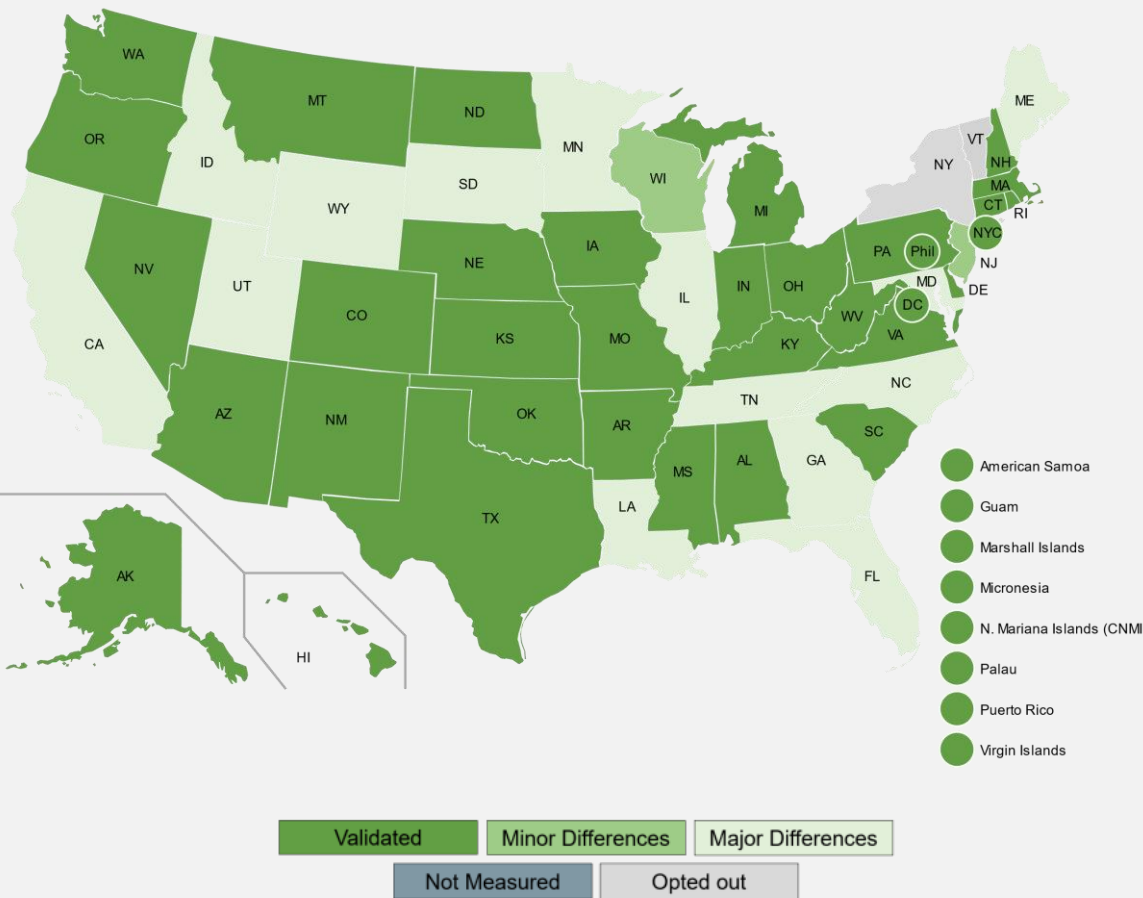 WA
MT
ND
MN
ME
OR
ID
SD
WI
VT
NH
NY
MA
WY
MI
CT
RI
NYC
IA
NE
PA
Phil
NJ
NV
UT
IL
IN
OH
MD
DE
CO
DC
WV
VA
CA
KS
MO
KY
NC
TN
AZ
NM
OK
AR
SC
MS
AL
GA
LA
TX
FL
AK
HI
American Samoa
Guam
Marshall Islands
Micronesia
N. Mariana Islands (CNMI
Palau
Puerto Rico
Virgin Islands
Validated
Minor Differences
Major Differences
Not Measured
Opted out